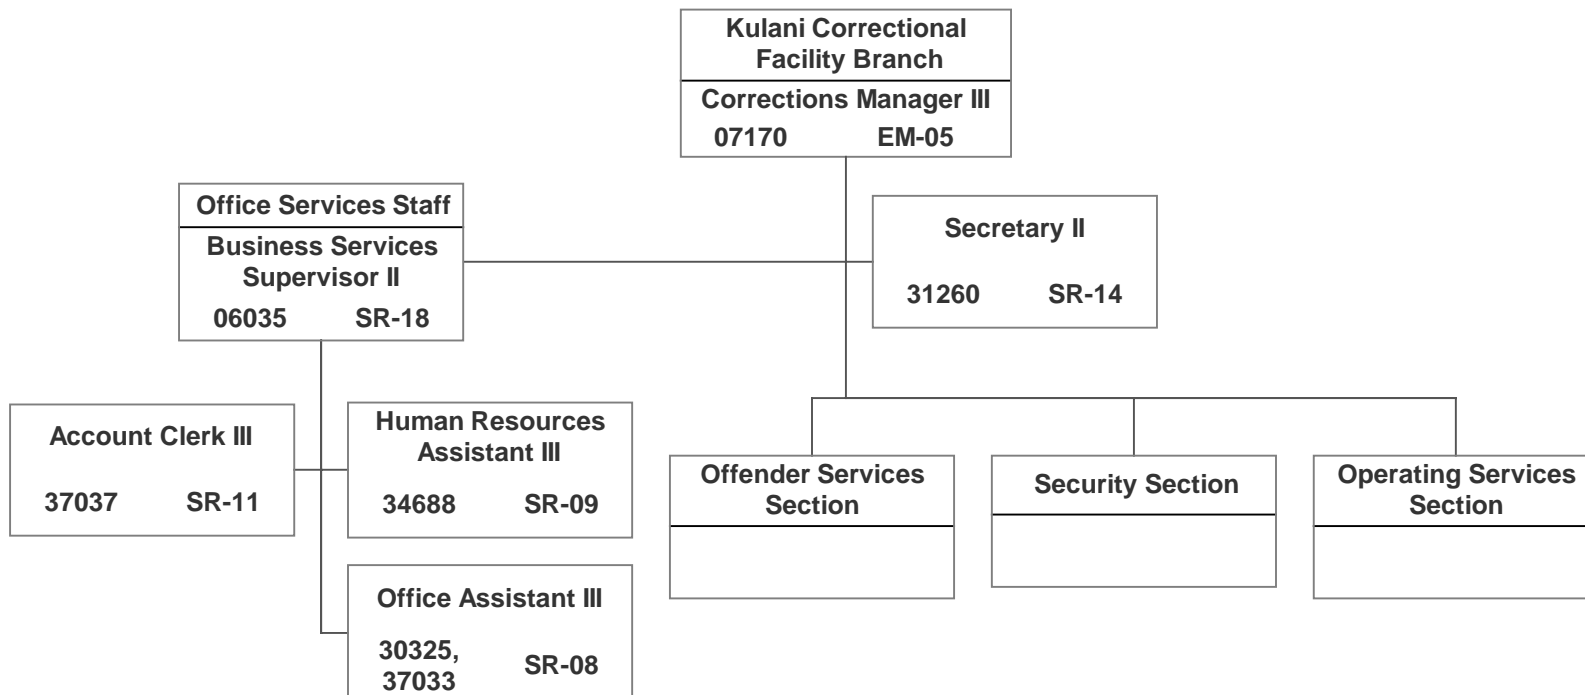 Kulani Correctional
Facility Branch
Corrections Manager III
07170 EM-05
Office Services Staff
Business Services
Supervisor II
06035 SR-18
Secretary II
31260 SR-14
Account Clerk III
37037 SR-11
Human Resources
Assistant III
34688 SR-09
Office Assistant III
30325,
37033 SR-08
Offender Services
Section
Security Section
Operating Services
Section